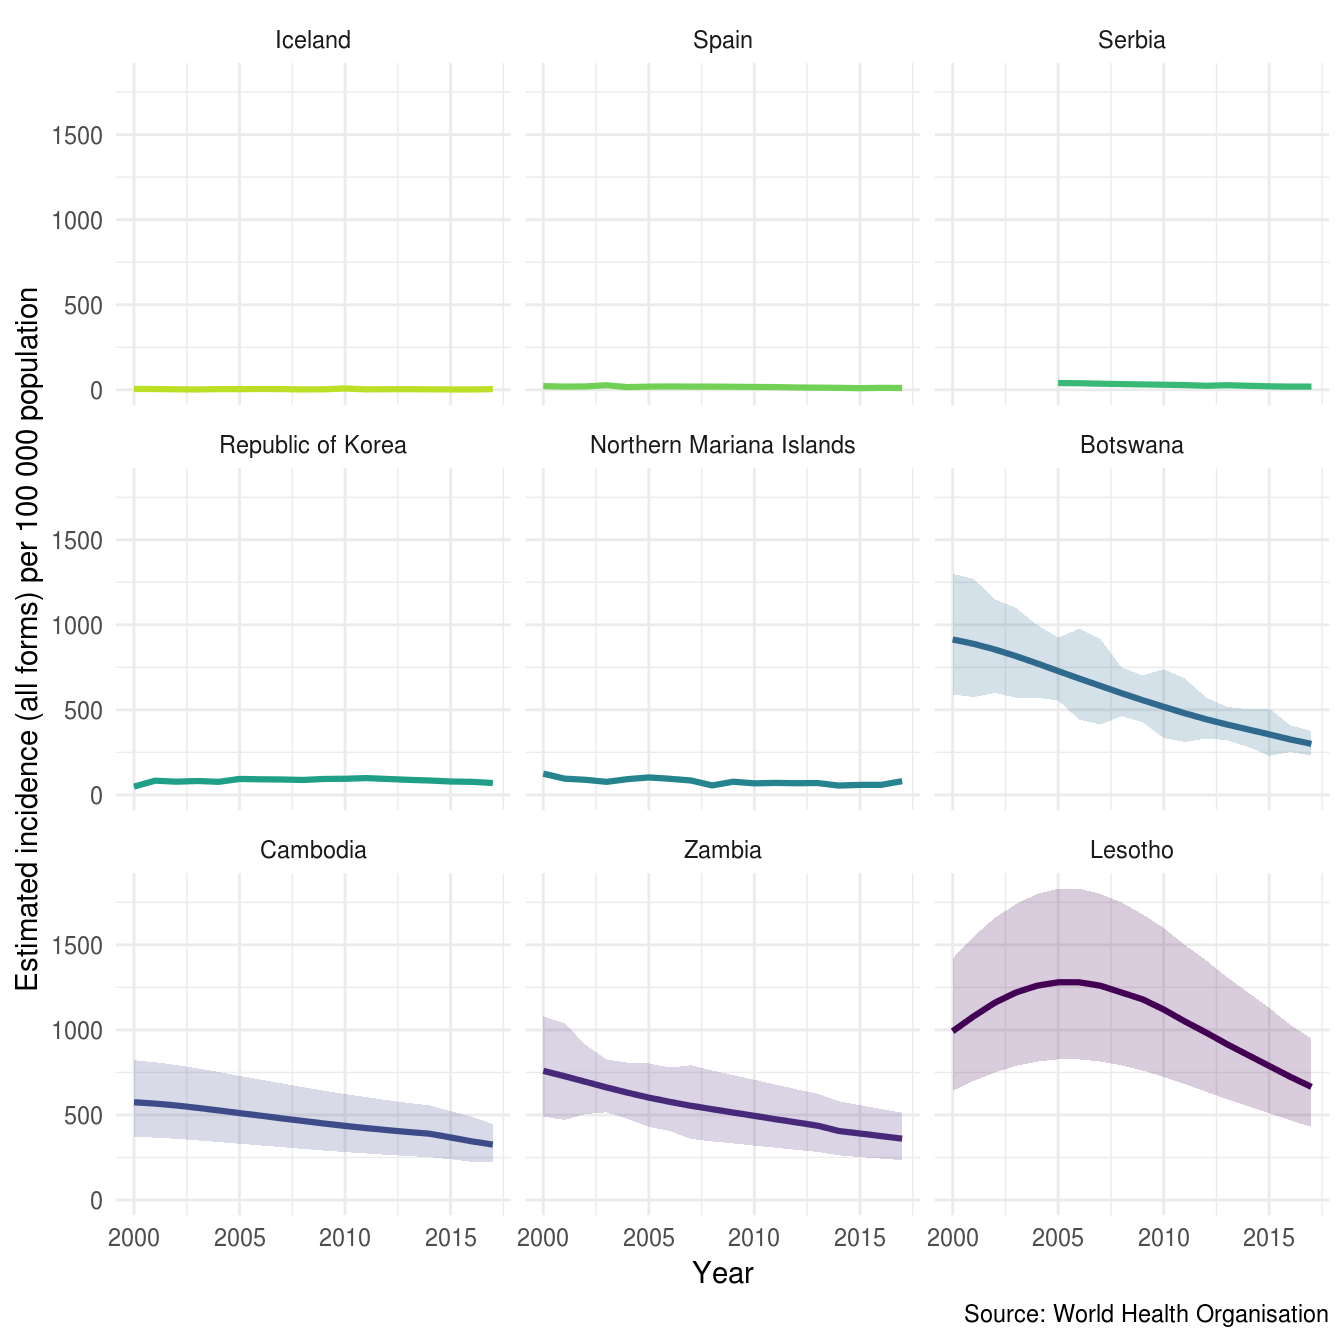 Iceland
Spain
Serbia
1500
1000
500
0
Republic of Korea
Northern Mariana Islands
Botswana
1500
1000
500
0
Cambodia
Zambia
Lesotho
1500
1000
500
0
2000 2005 2010 2015
2000 2005 2010 2015
2000 2005 2010 2015
Estimated incidence (all forms) per 100 000 population
Year
Source: World Health Organisation